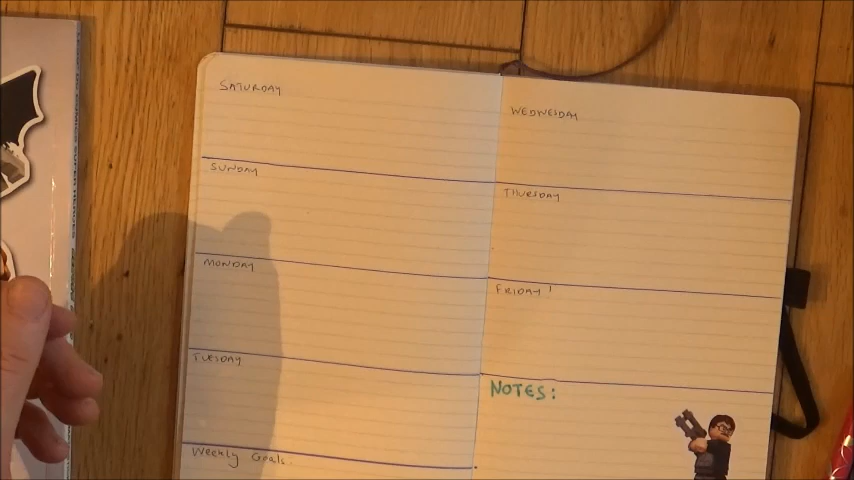 SATURDAY
SUNDAY
MONDAY
TUESDAY
Weekly Goals.
WEDNESDAY
THURSDAY
FRIDAY !
NOTES: